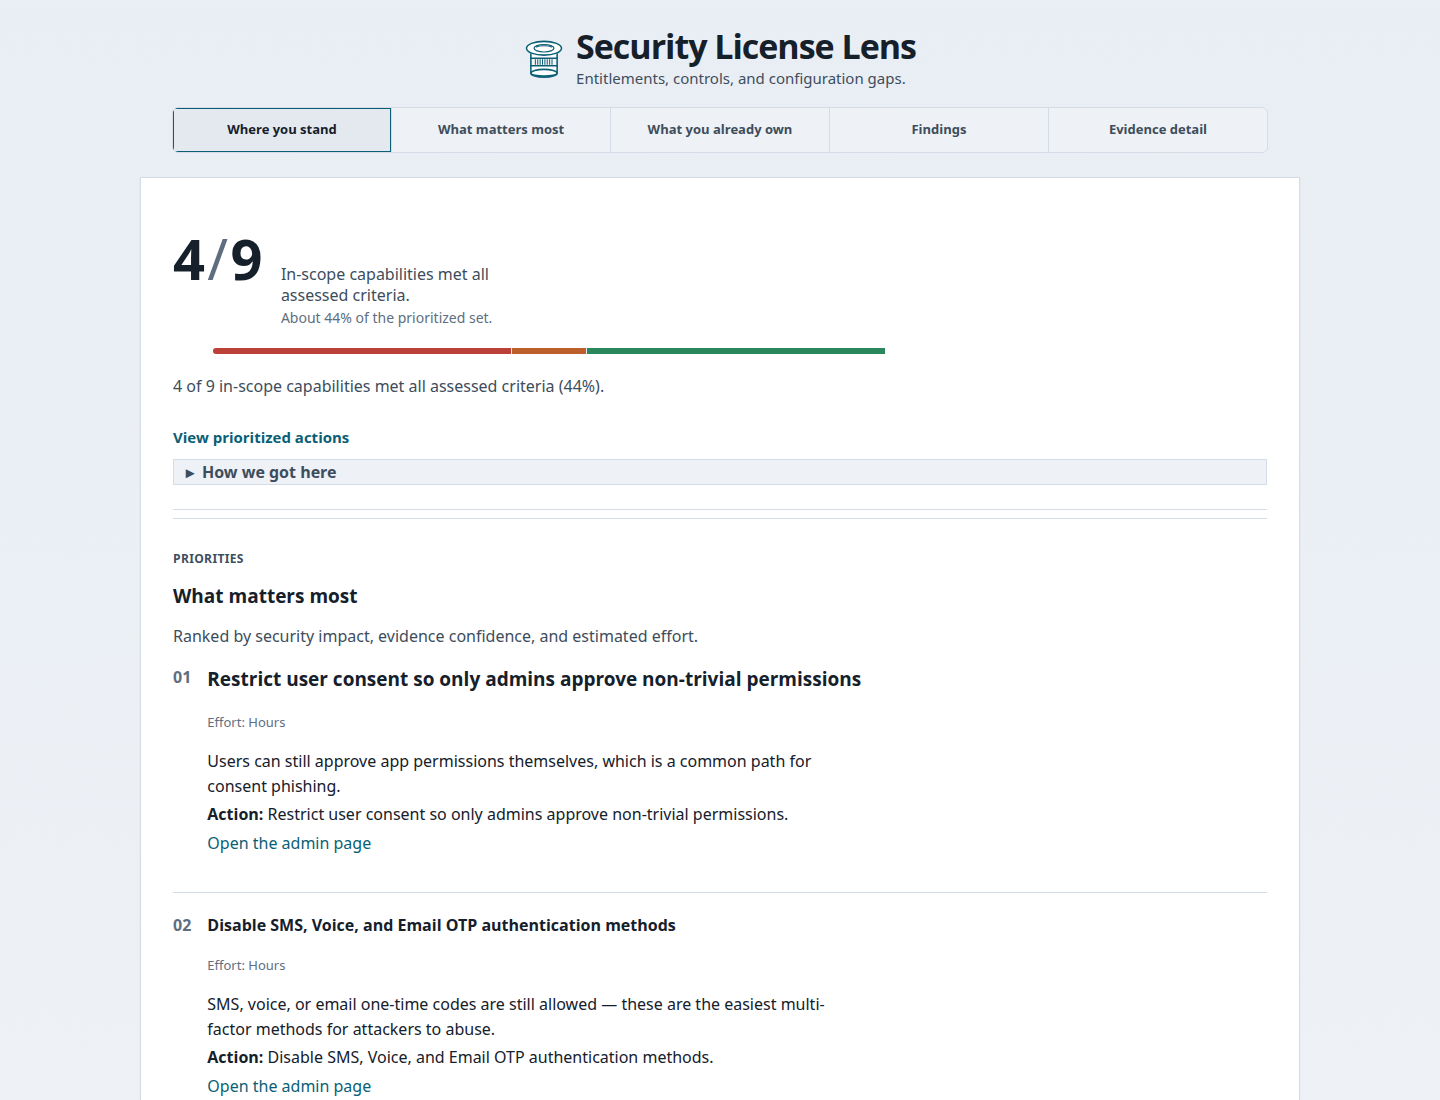 Security License Lens
Entitlements, controls, and configuration gaps.
Where you stand
What matters most
What you already own
Findings
Evidence detail
4/9
In-scope capabilities met all
assessed criteria.
About 44% of the prioritized set.
4 of 9 in-scope capabilities met all assessed criteria (44%).
View prioritized actions
► How we got here
PRIORITIES
What matters most
Ranked by security impact, evidence confidence, and estimated effort.
01 Restrict user consent so only admins approve non-trivial permissions
Effort: Hours
Users can still approve app permissions themselves, which is a common path for
consent phishing.
Action: Restrict user consent so only admins approve non-trivial permissions.
Open the admin page
02 Disable SMS, Voice, and Email OTP authentication methods
Effort: Hours
SMS, voice, or email one-time codes are still allowed — these are the easiest multi-
factor methods for attackers to abuse.
Action: Disable SMS, Voice, and Email OTP authentication methods.
Open the admin page